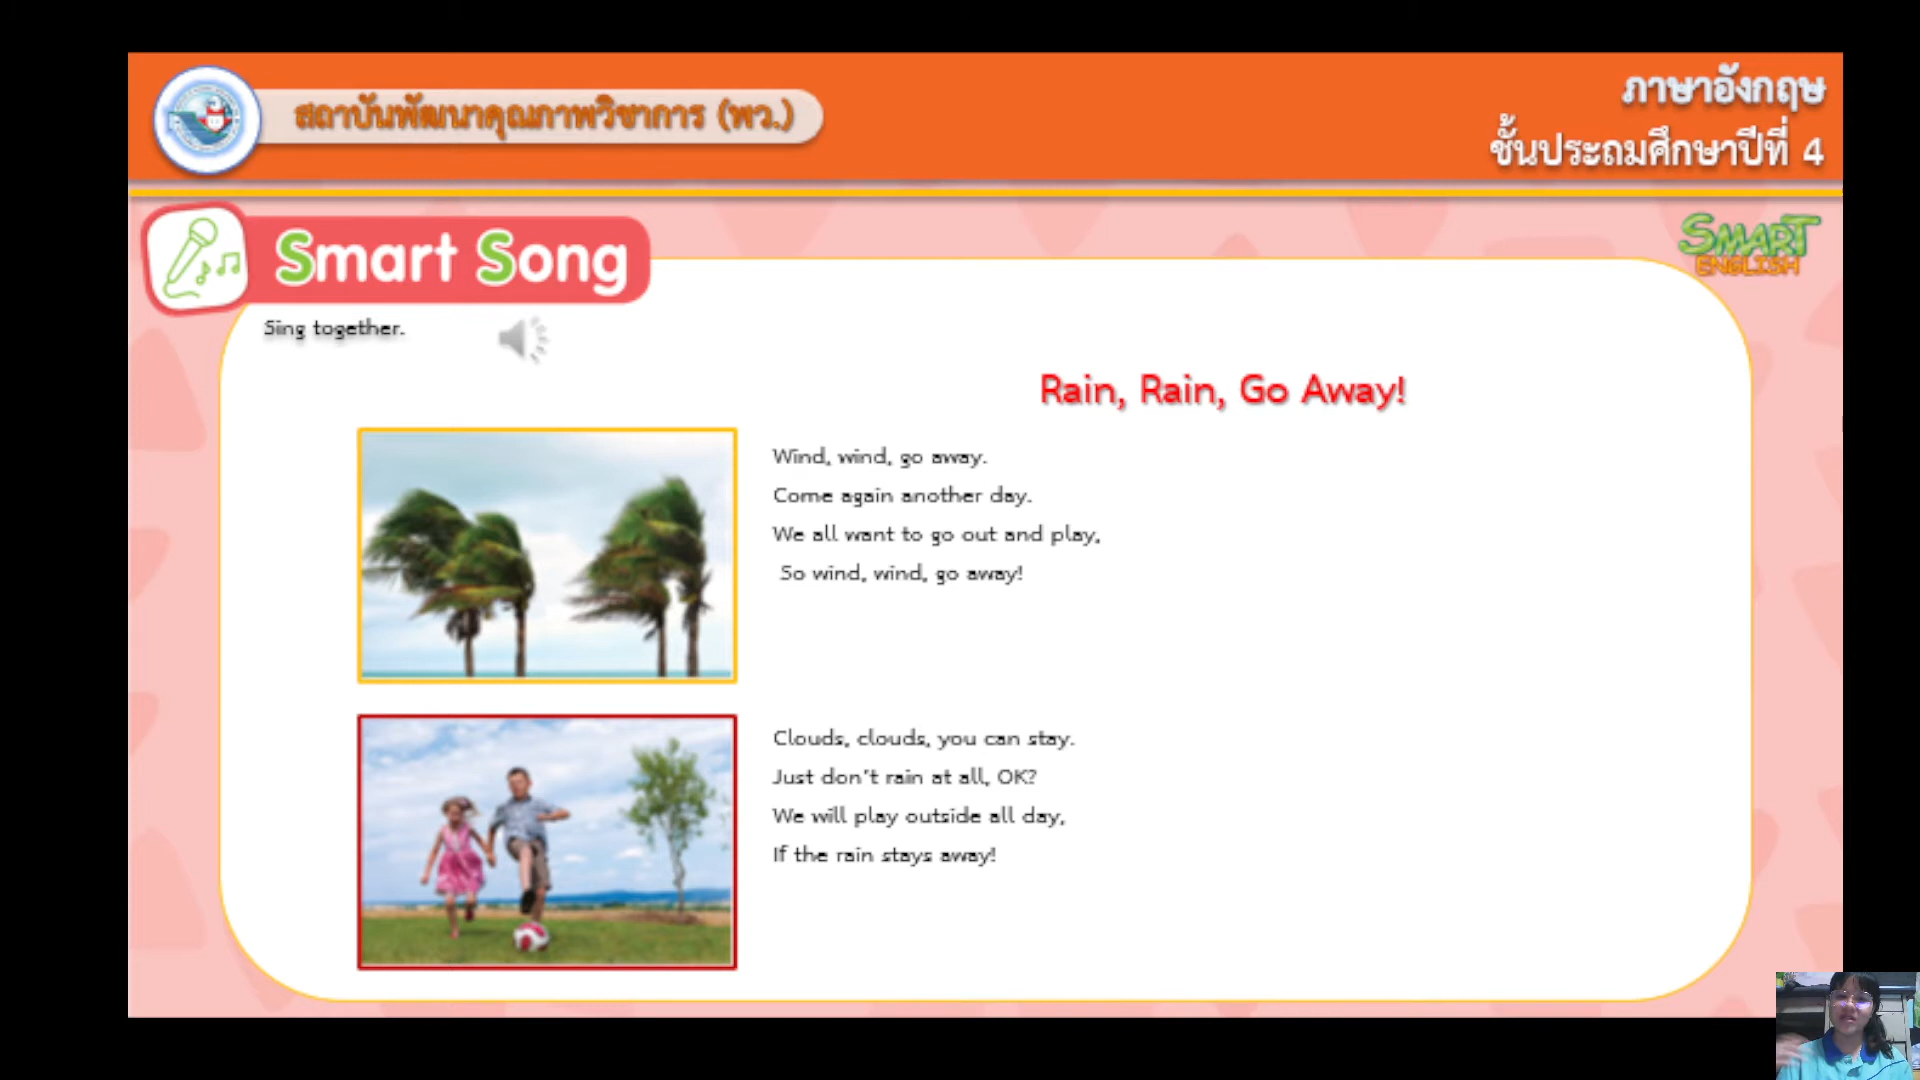 สถาบันพัฒนาคุณภาพวิชาการ (พว.)
ภาษาอังกฤษ
ชั้นประถมศึกษาปีที่ 4
Smart Song
SMART
ENGLISH
Sing together.
Rain, Rain, Go Away!
Wind, wind, go away.
Come again another day.
We all want to go out and play,
So wind, wind, go away!
Clouds, clouds, you can stay.
Just don't rain at all, OK?
We will play outside all day,
If the rain stays away!